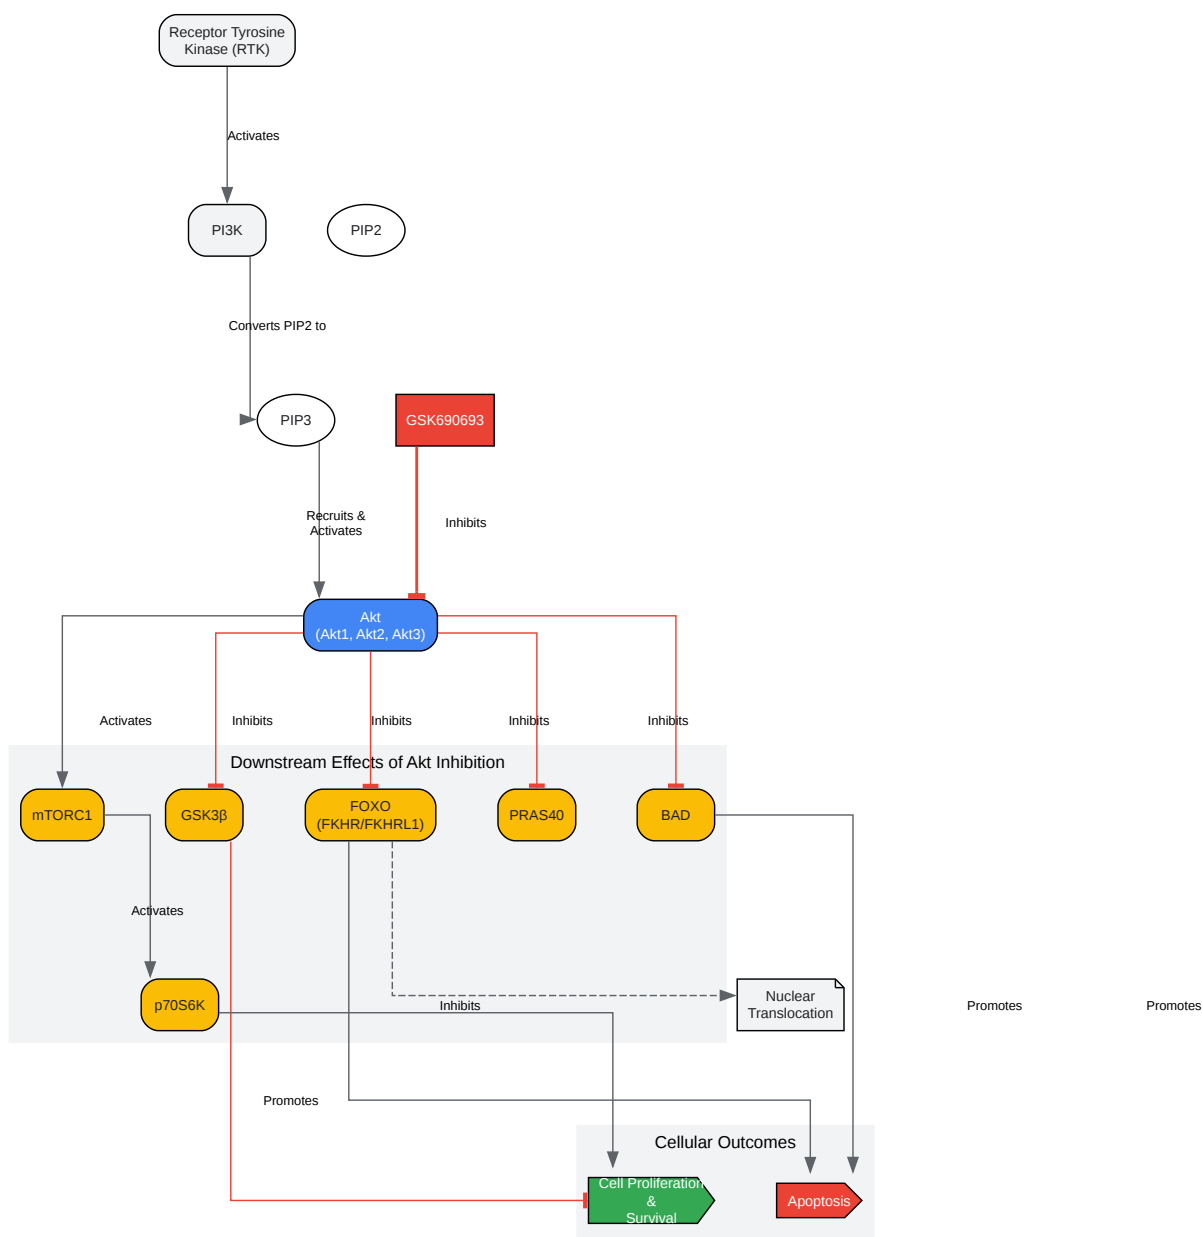 Receptor Tyrosine
Kinase (RTK)
Activates
PI3K
PIP2
Converts PIP2 to
PIP3
GSK690693
Recruits &
Activates
Inhibits
Akt
(Akt1, Akt2, Akt3)
Activates
Inhibits
Inhibits
Inhibits
Inhibits
Downstream Effects of Akt Inhibition
mTORC1
GSK3β
FOXO
(FKHR/FKHRL1)
PRAS40
BAD
Activates
p70S6K
Inhibits
Nuclear
Translocation
Promotes
Promotes
Promotes
Cellular Outcomes
Cell Proliferation
&
Survival
Apoptosis